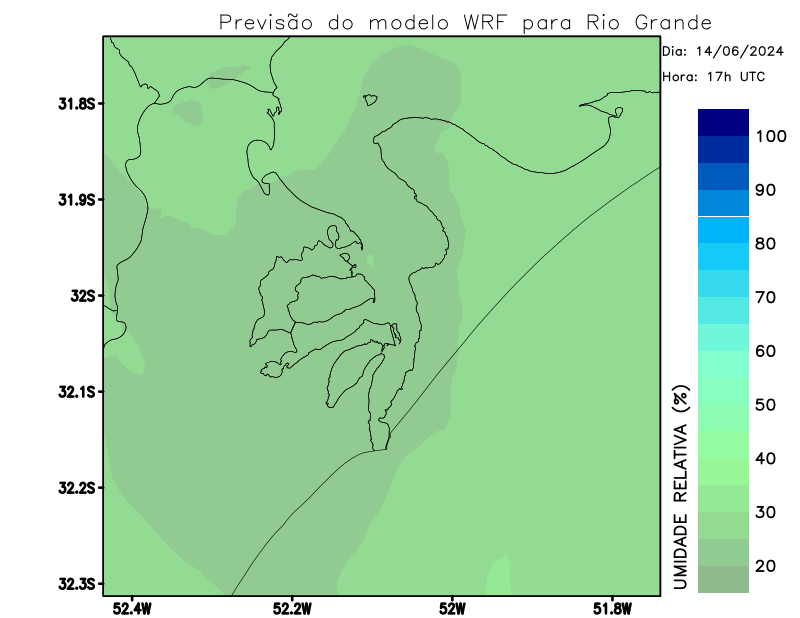 Previsão do modelo WRF para Rio Grande
Dia: 14/06/2024
Hora: 17h UTC
31.8S
31.9S
32S
32.1S
32.2S
32.3S
52.4W
52.2W
52W
51.8W
100
90
80
70
60
50
40
30
20
UMIDADE RELATIVA (%)